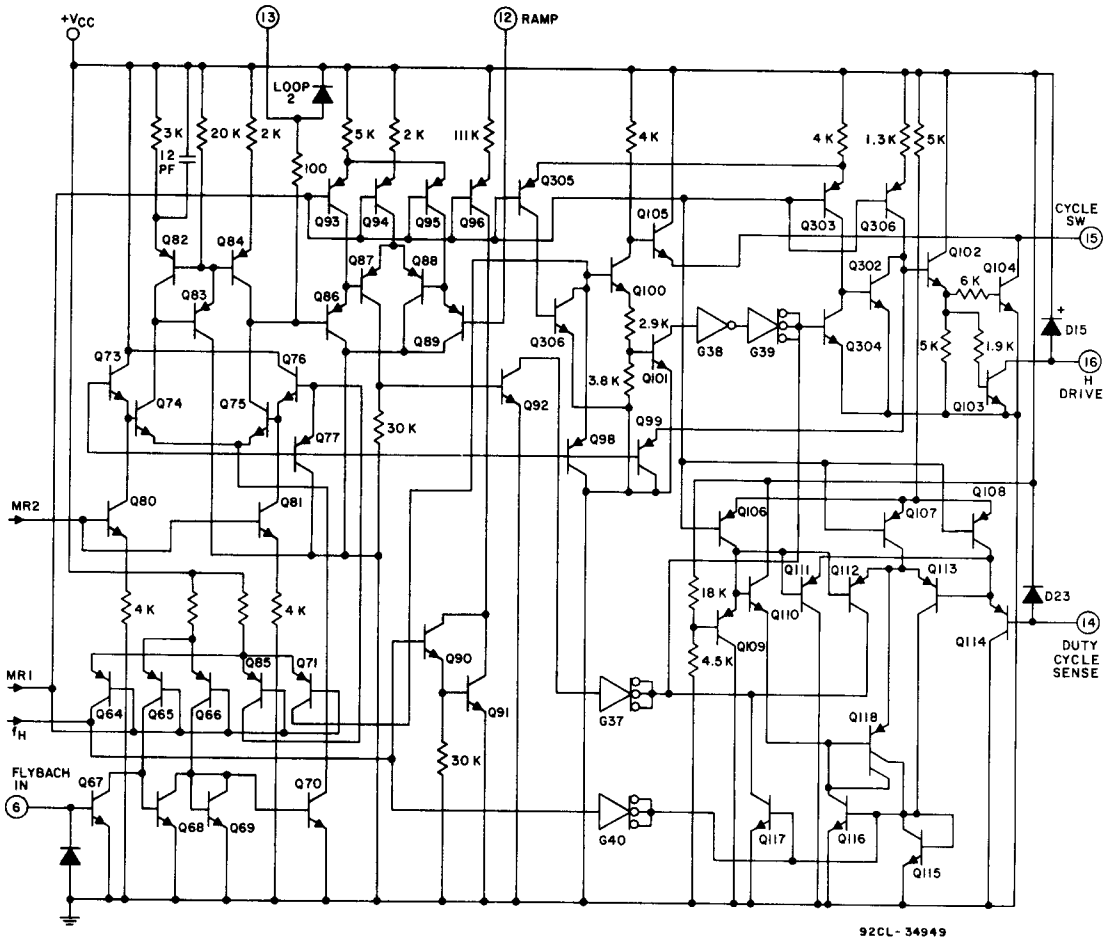 +VCC
13
12 RAMP
LOOP
2
3K
20K
2K
12
PF
100
5K
2K
111K
4K
4K
1.3K
5K
Q305
Q93
Q94
Q95
Q96
Q105
Q303
Q306
CYCLE
SW
15
Q82
Q84
Q83
Q87
Q88
Q86
Q89
Q306
Q100
Q302
Q102
Q104
6K
2.9K
G38
G39
Q304
5K
1.9K
D15
16
H
DRIVE
Q73
Q76
Q74
Q75
Q77
30K
Q92
3.8K
Q101
Q98
Q99
Q103
MR2
Q80
Q81
Q106
Q107
Q108
4K
4K
18K
Q110
Q111
Q112
Q113
D23
14
DUTY
CYCLE
SENSE
Q109
4.5K
Q114
MR1
fH
Q64
Q65
Q66
Q85
Q71
Q90
Q91
G37
Q118
FLYBACH
IN
6
Q67
Q68
Q69
Q70
30K
G40
Q117
Q116
Q115
92CL-34949